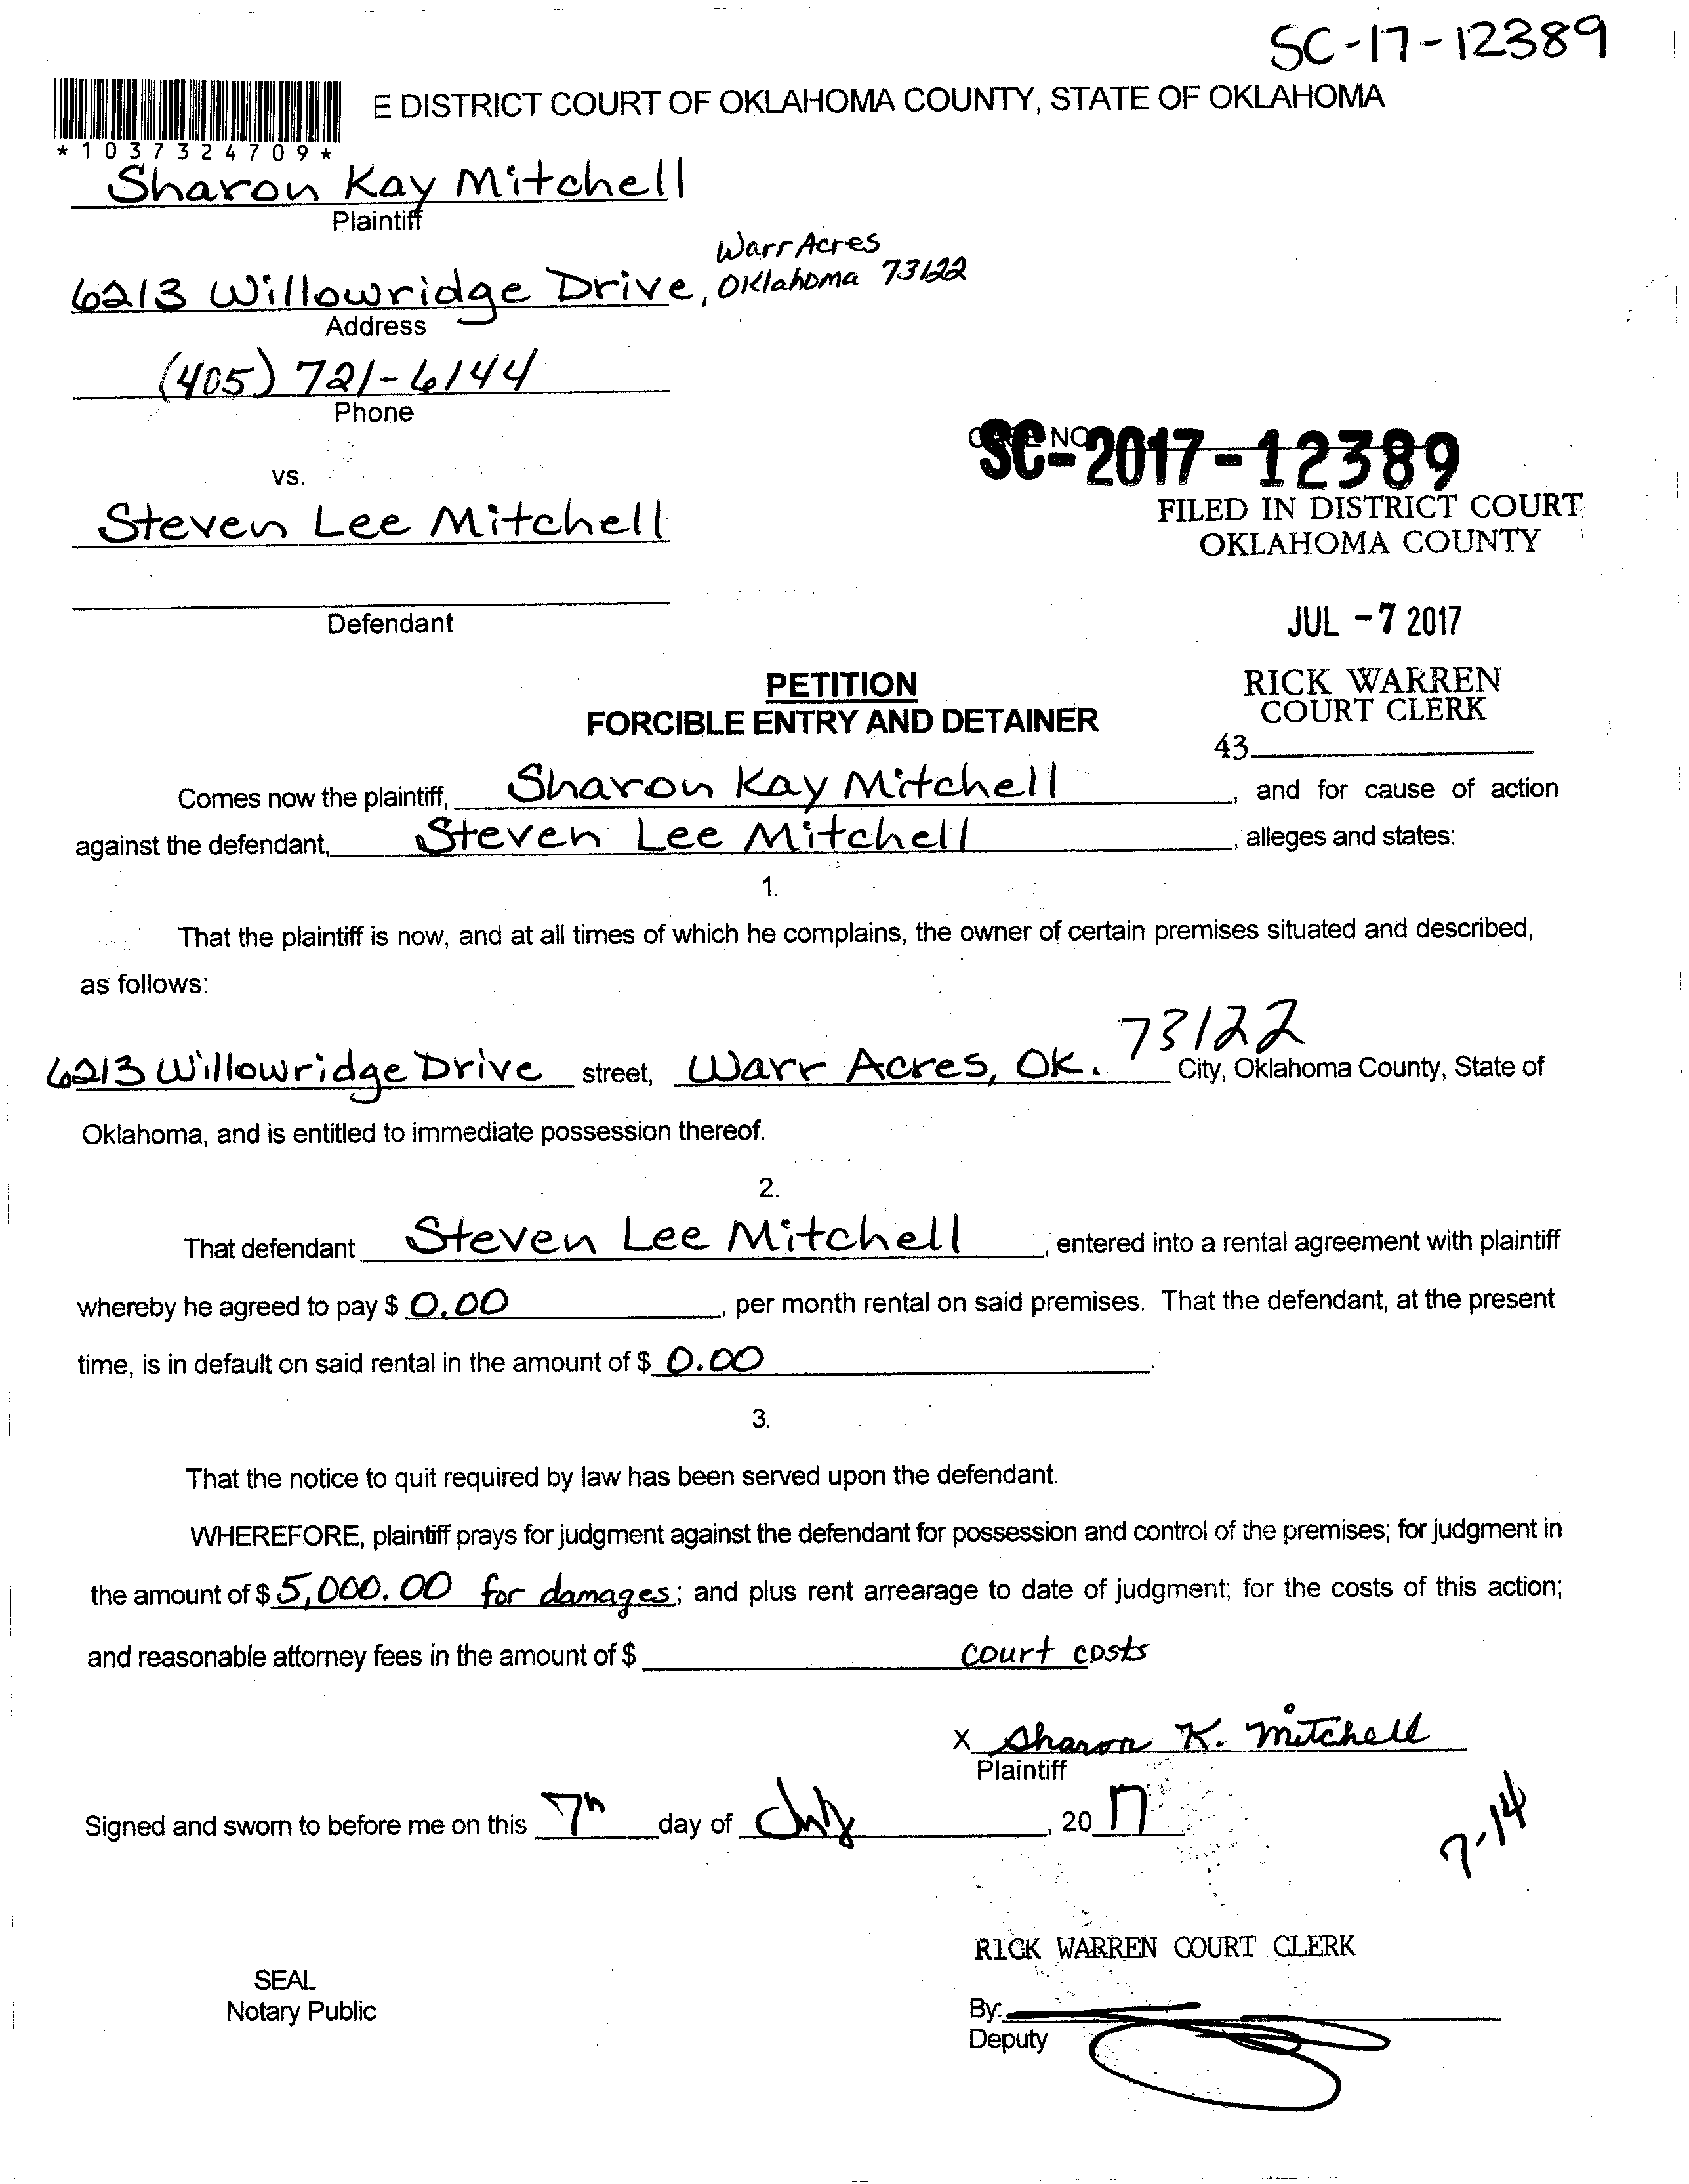 SC-17-12389
E DISTRICT COURT OF OKLAHOMA COUNTY, STATE OF OKLAHOMA
*1037324709*
Sharon Kay Mitchell
Plaintiff
Warr Acres
6213 Willowridge Drive, Oklahoma 73122
Address
(405) 721-6144
Phone
SC-2017-12389
vs.
FILED IN DISTRICT COURT
Steven Lee Mitchell
OKLAHOMA COUNTY
Defendant
JUL -7 2017
PETITION
RICK WARREN
FORCIBLE ENTRY AND DETAINER
COURT CLERK
43
Comes now the plaintiff, Sharon Kay Mitchell, and for cause of action
against the defendant, Steven Lee Mitchell, alleges and states:
1.
That the plaintiff is now, and at all times of which he complains, the owner of certain premises situated and described,
as follows:
6213 Willowridge Drive street, Warr Acres, OK. 73122 City, Oklahoma County, State of
Oklahoma, and is entitled to immediate possession thereof.
2.
That defendant Steven Lee Mitchell, entered into a rental agreement with plaintiff
whereby he agreed to pay $ 0.00, per month rental on said premises. That the defendant, at the present
time, is in default on said rental in the amount of $ 0.00.
3.
That the notice to quit required by law has been served upon the defendant.
WHEREFORE, plaintiff prays for judgment against the defendant for possession and control of the premises; for judgment in
the amount of $ 5,000.00 for damages; and plus rent arrearage to date of judgment; for the costs of this action;
and reasonable attorney fees in the amount of $ court costs
X Sharon K. Mitchell
Plaintiff
Signed and sworn to before me on this 7th day of July, 20 17
7-14
RICK WARREN COURT CLERK
SEAL
Notary Public
By:
Deputy